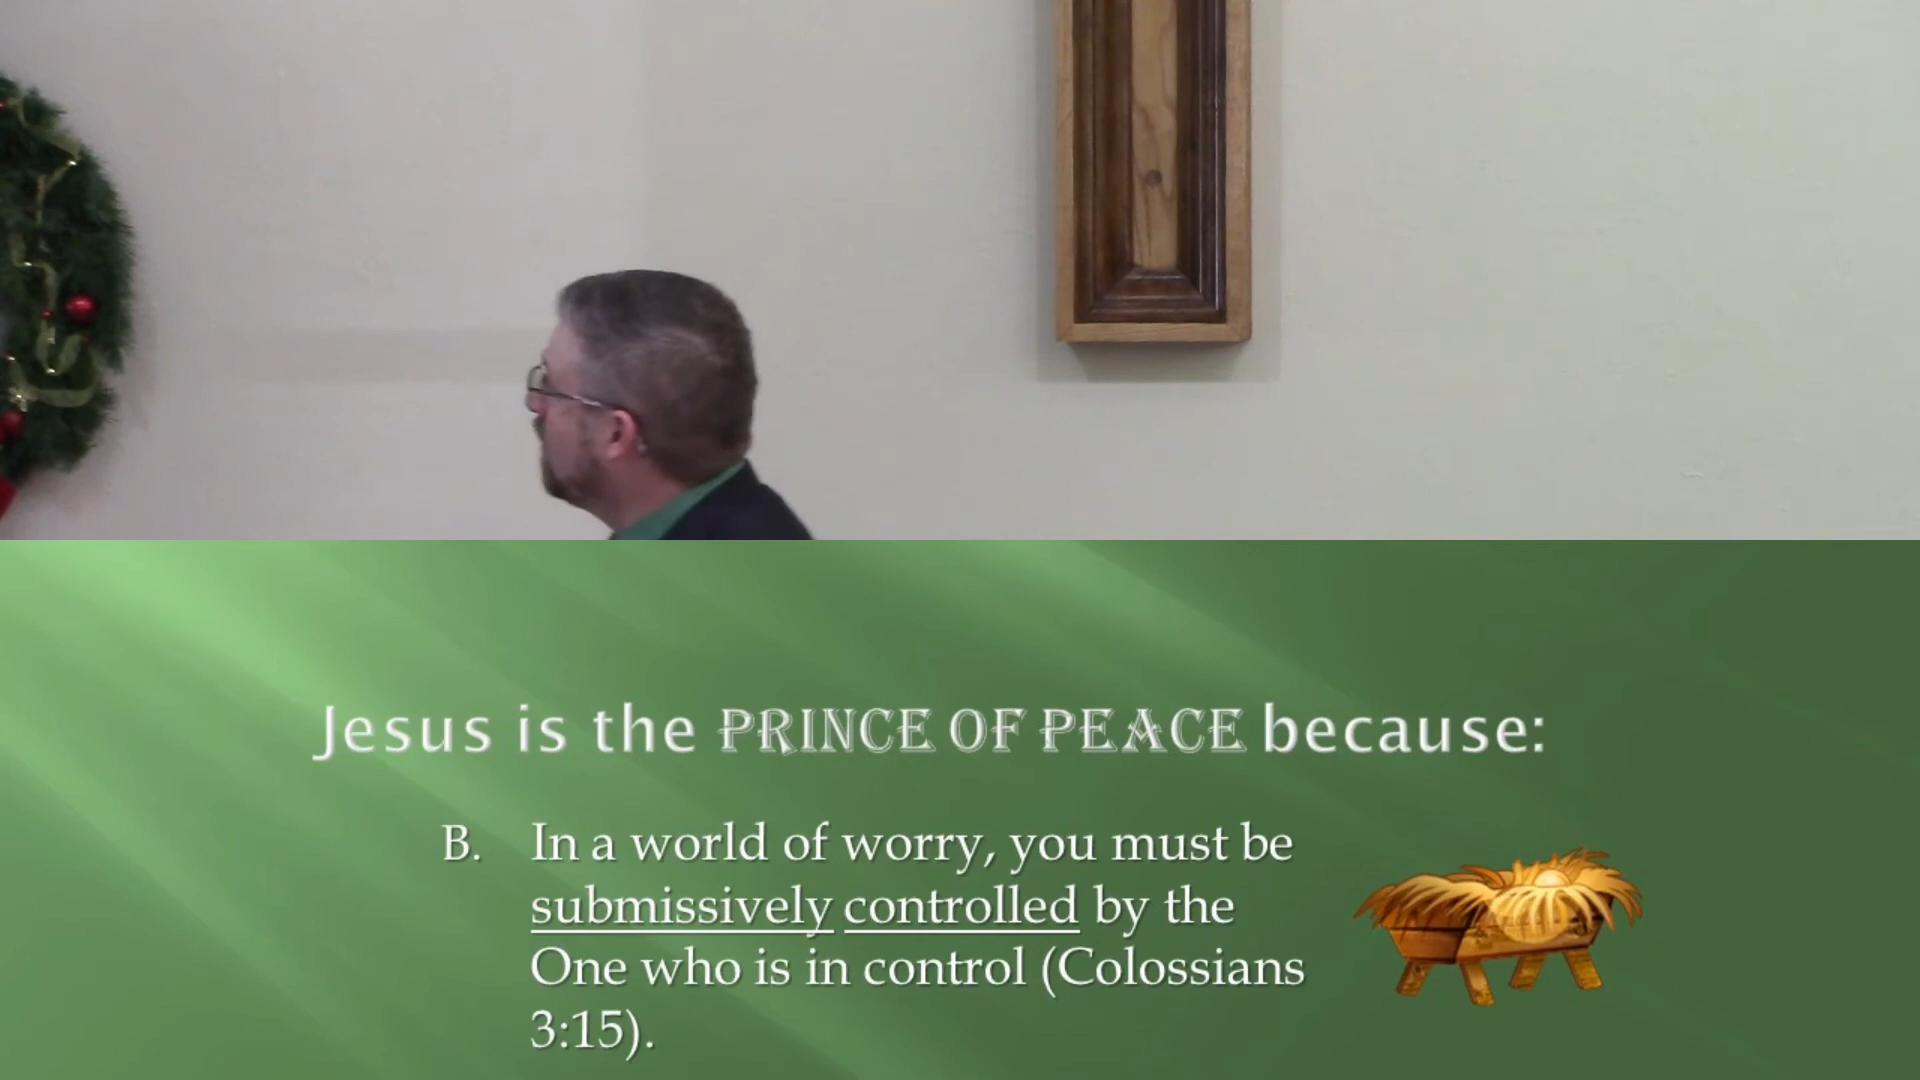 Jesus is the PRINCE OF PEACE because:
B. In a world of worry, you must be
submissively controlled by the
One who is in control (Colossians
3:15).